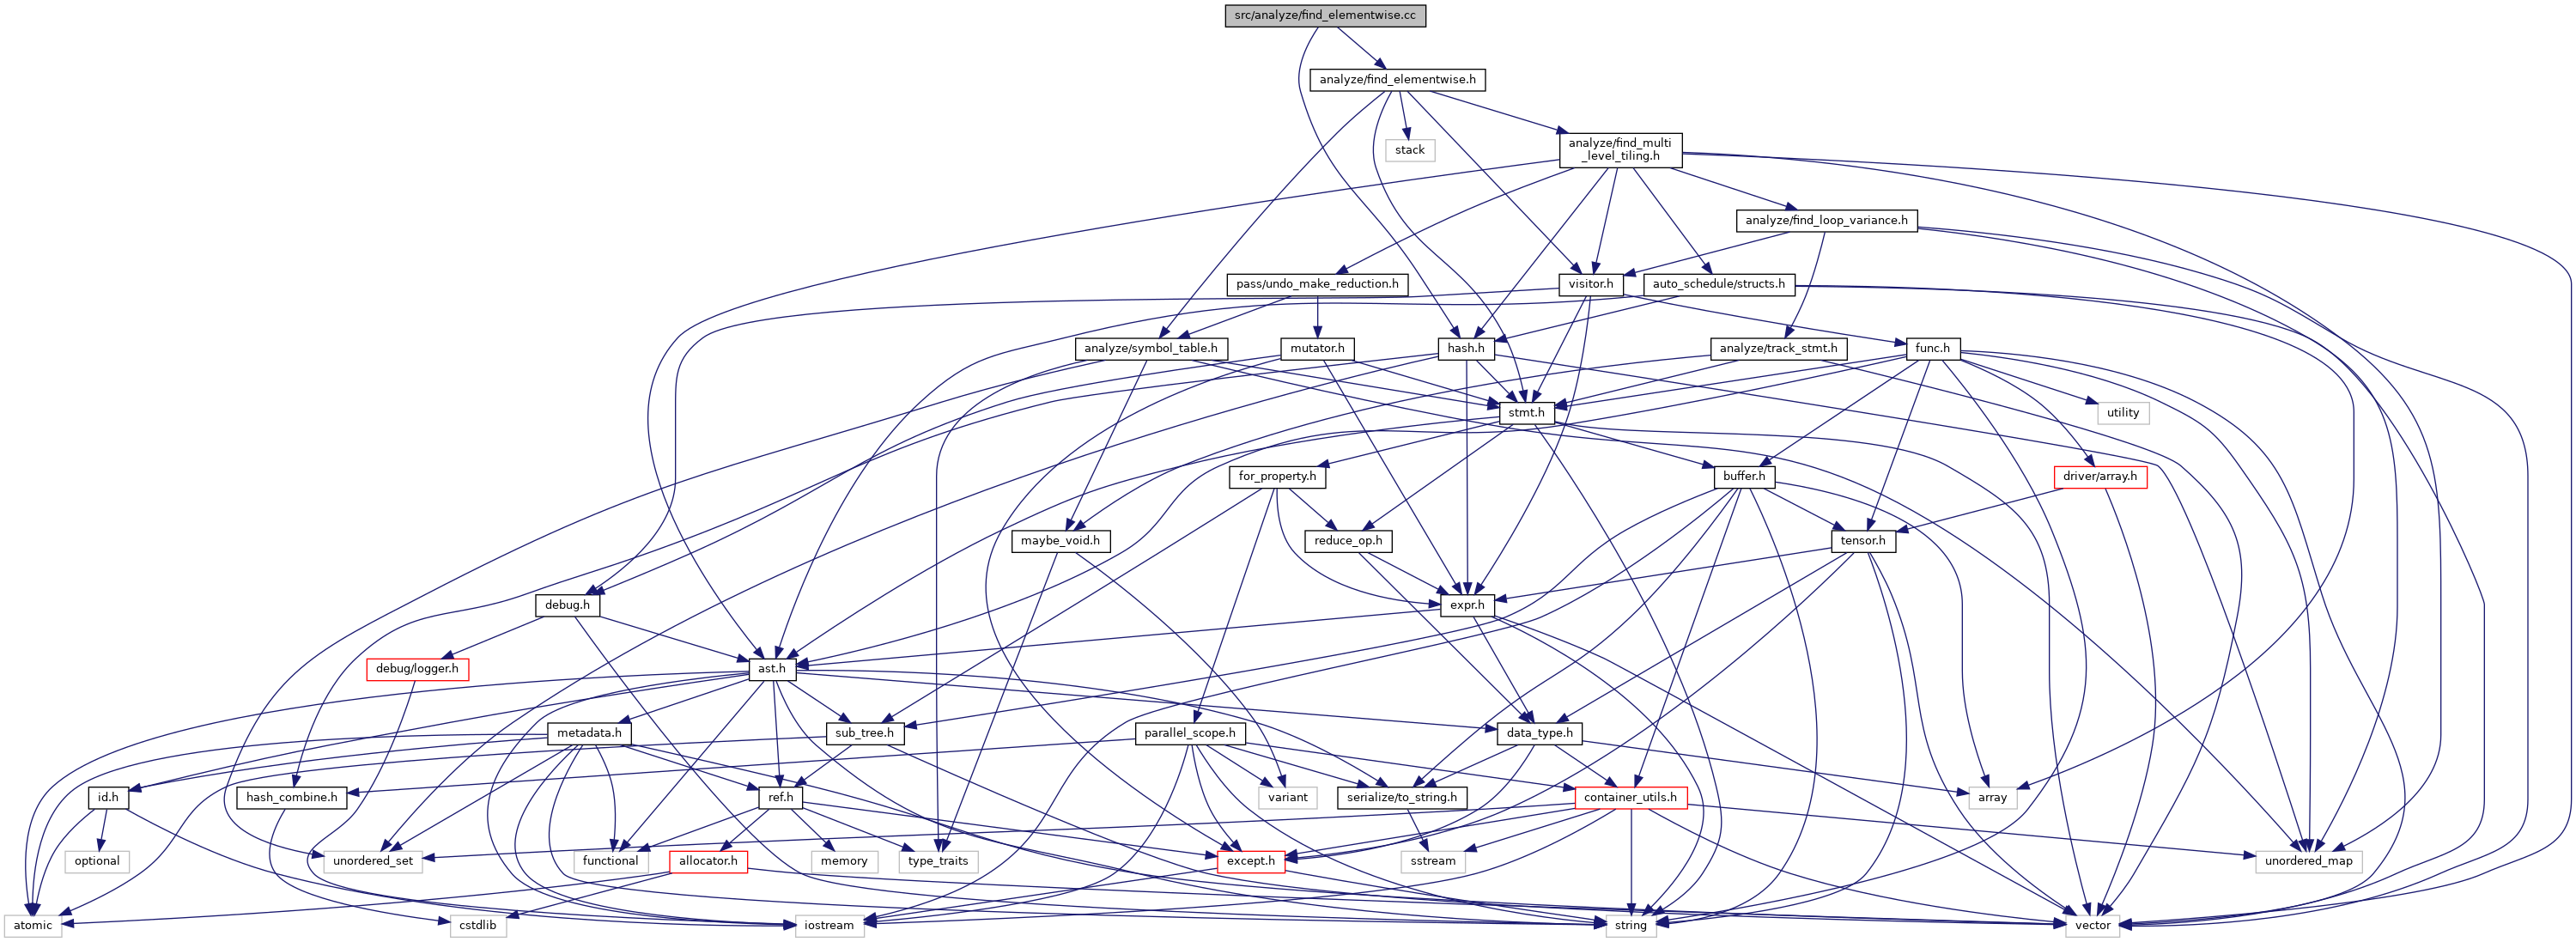 src/analyze/find_elementwise.cc
analyze/find_elementwise.h
stack
analyze/find_multi
_level_tiling.h
analyze/find_loop_variance.h
pass/undo_make_reduction.h
visitor.h
auto_schedule/structs.h
analyze/symbol_table.h
mutator.h
hash.h
analyze/track_stmt.h
func.h
stmt.h
utility
for_property.h
buffer.h
driver/array.h
maybe_void.h
reduce_op.h
tensor.h
debug.h
expr.h
debug/logger.h
ast.h
metadata.h
sub_tree.h
parallel_scope.h
data_type.h
id.h
hash_combine.h
ref.h
variant
serialize/to_string.h
container_utils.h
array
optional
unordered_set
functional
allocator.h
memory
type_traits
except.h
sstream
unordered_map
atomic
cstdlib
iostream
string
vector